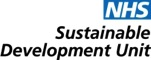 NHS
Sustainable
Development Unit